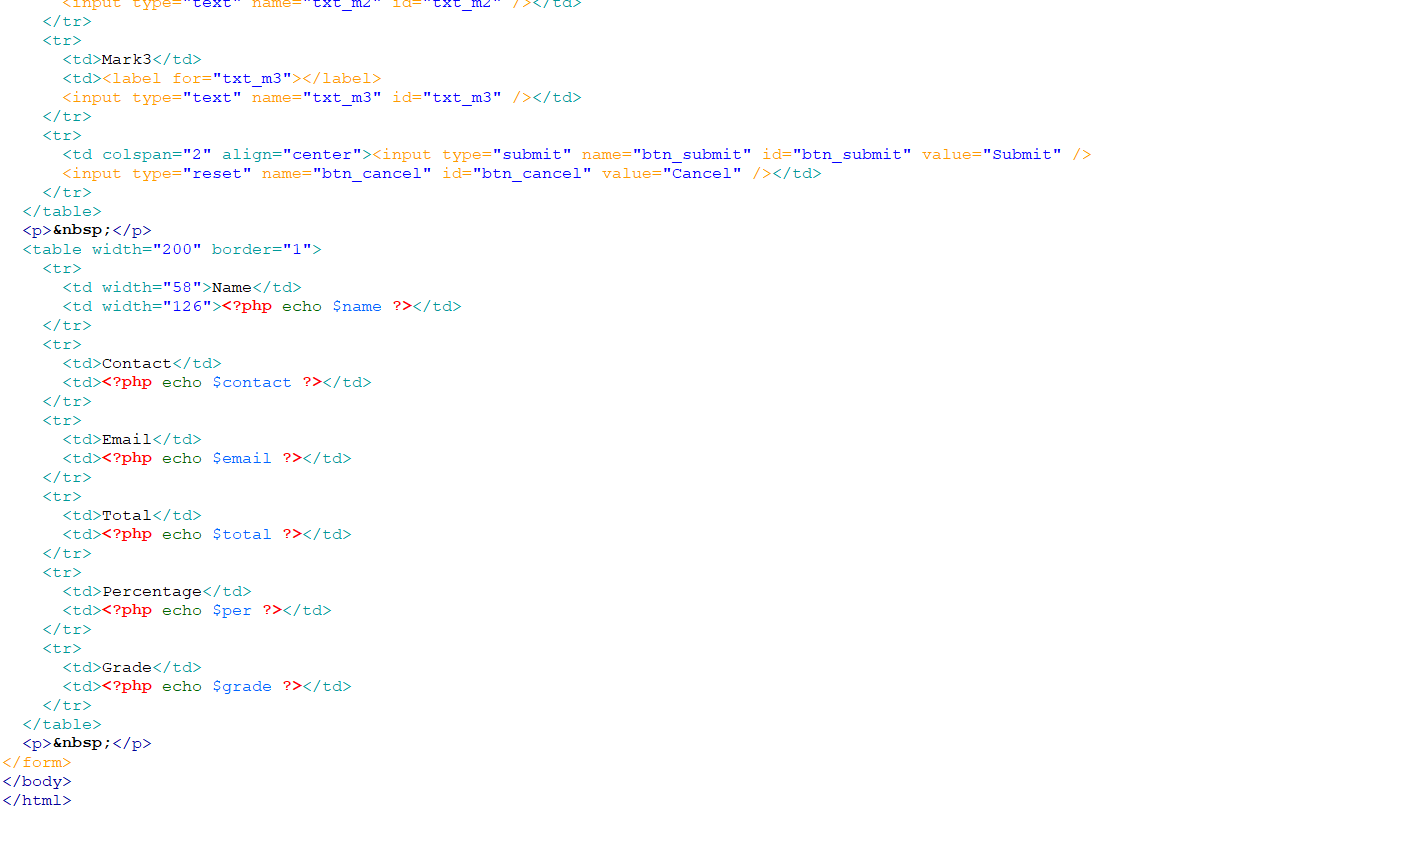 <input type="text" name="txt_m2" id="txt_m2" /></td>
    </tr>
    <tr>
      <td>Mark3</td>
      <td><label for="txt_m3"></label>
      <input type="text" name="txt_m3" id="txt_m3" /></td>
    </tr>
    <tr>
      <td colspan="2" align="center"><input type="submit" name="btn_submit" id="btn_submit" value="Submit" />
      <input type="reset" name="btn_cancel" id="btn_cancel" value="Cancel" /></td>
    </tr>
  </table>
  <p>&nbsp;</p>
  <table width="200" border="1">
    <tr>
      <td width="58">Name</td>
      <td width="126"><?php echo $name ?></td>
    </tr>
    <tr>
      <td>Contact</td>
      <td><?php echo $contact ?></td>
    </tr>
    <tr>
      <td>Email</td>
      <td><?php echo $email ?></td>
    </tr>
    <tr>
      <td>Total</td>
      <td><?php echo $total ?></td>
    </tr>
    <tr>
      <td>Percentage</td>
      <td><?php echo $per ?></td>
    </tr>
    <tr>
      <td>Grade</td>
      <td><?php echo $grade ?></td>
    </tr>
  </table>
  <p>&nbsp;</p>
</form>
</body>
</html>